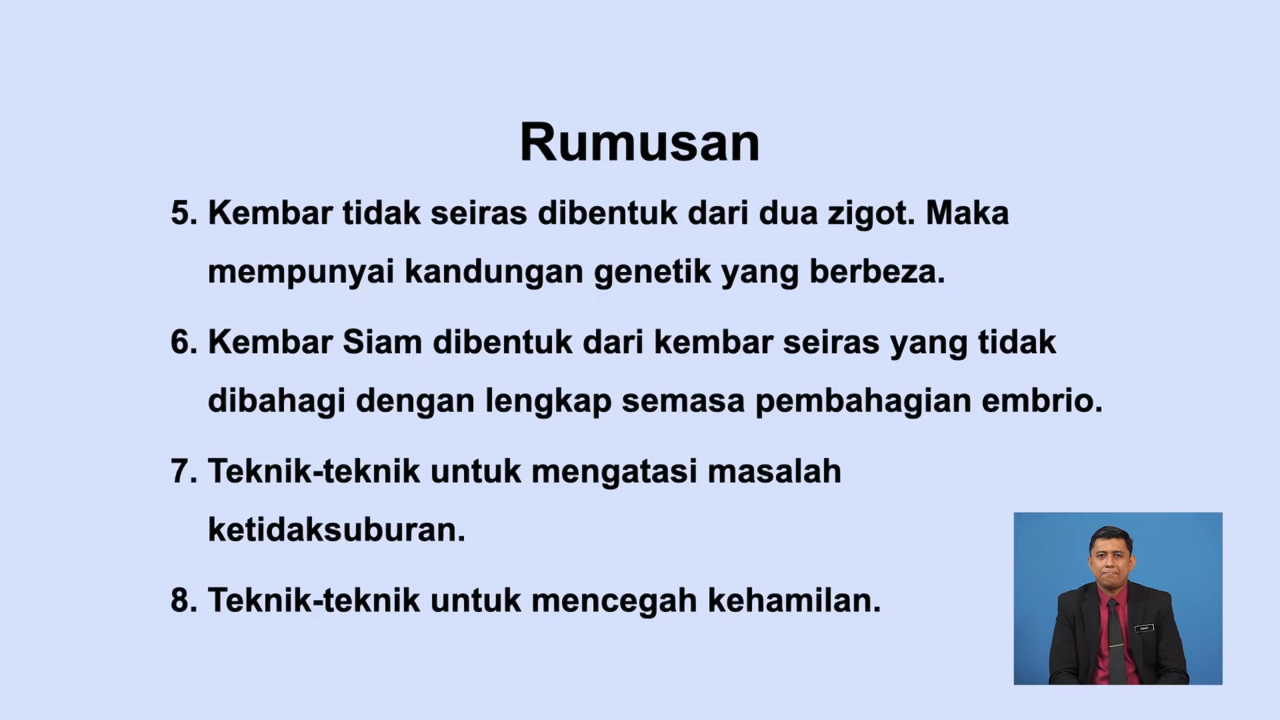 Rumusan
5. Kembar tidak seiras dibentuk dari dua zigot. Maka
mempunyai kandungan genetik yang berbeza.
6. Kembar Siam dibentuk dari kembar seiras yang tidak
dibahagi dengan lengkap semasa pembahagian embrio.
7. Teknik-teknik untuk mengatasi masalah
ketidaksuburan.
8. Teknik-teknik untuk mencegah kehamilan.